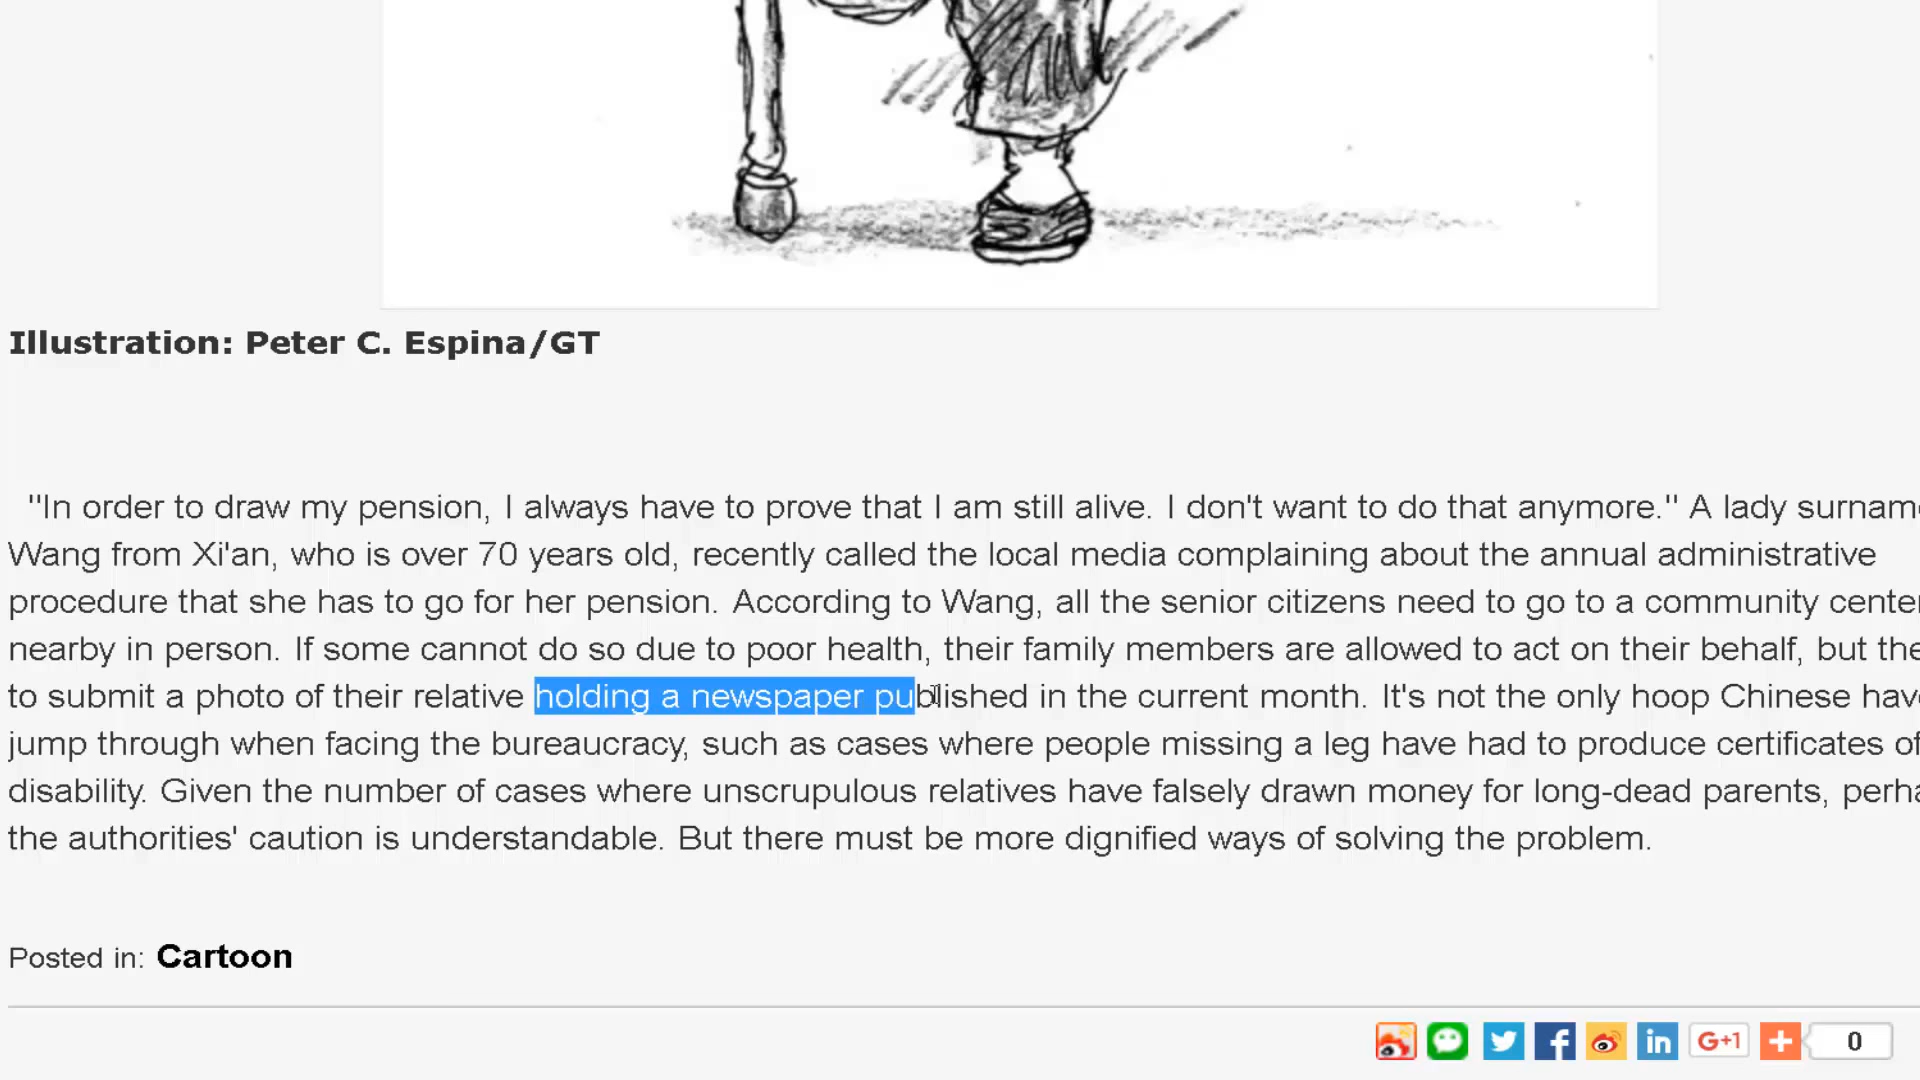 Illustration: Peter C. Espina/GT
"In order to draw my pension, I always have to prove that I am still alive. I don't want to do that anymore." A lady
Wang from Xi'an, who is over 70 years old, recently called the local media complaining about the annual administrative
procedure that she has to go for her pension. According to Wang, all the senior citizens need to go to a community
nearby in person. If some cannot do so due to poor health, their family members are allowed to act on their behalf, but
to submit a photo of their relative holding a newspaper published in the current month. It's not the only hoop Chinese
jump through when facing the bureaucracy, such as cases where people missing a leg have had to produce certificates of
disability. Given the number of cases where unscrupulous relatives have falsely drawn money for long-dead parents,
the authorities' caution is understandable. But there must be more dignified ways of solving the problem.
Posted in: Cartoon
G+1 0